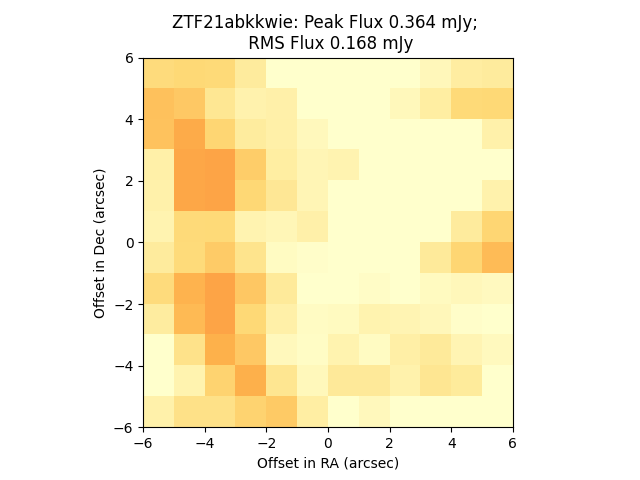 ZTF21abkkwie: Peak Flux 0.364 mJy;
RMS Flux 0.168 mJy
6
4
2
0
−2
−4
−6
Offset in Dec (arcsec)
−6 −4 −2 0 2 4 6
Offset in RA (arcsec)